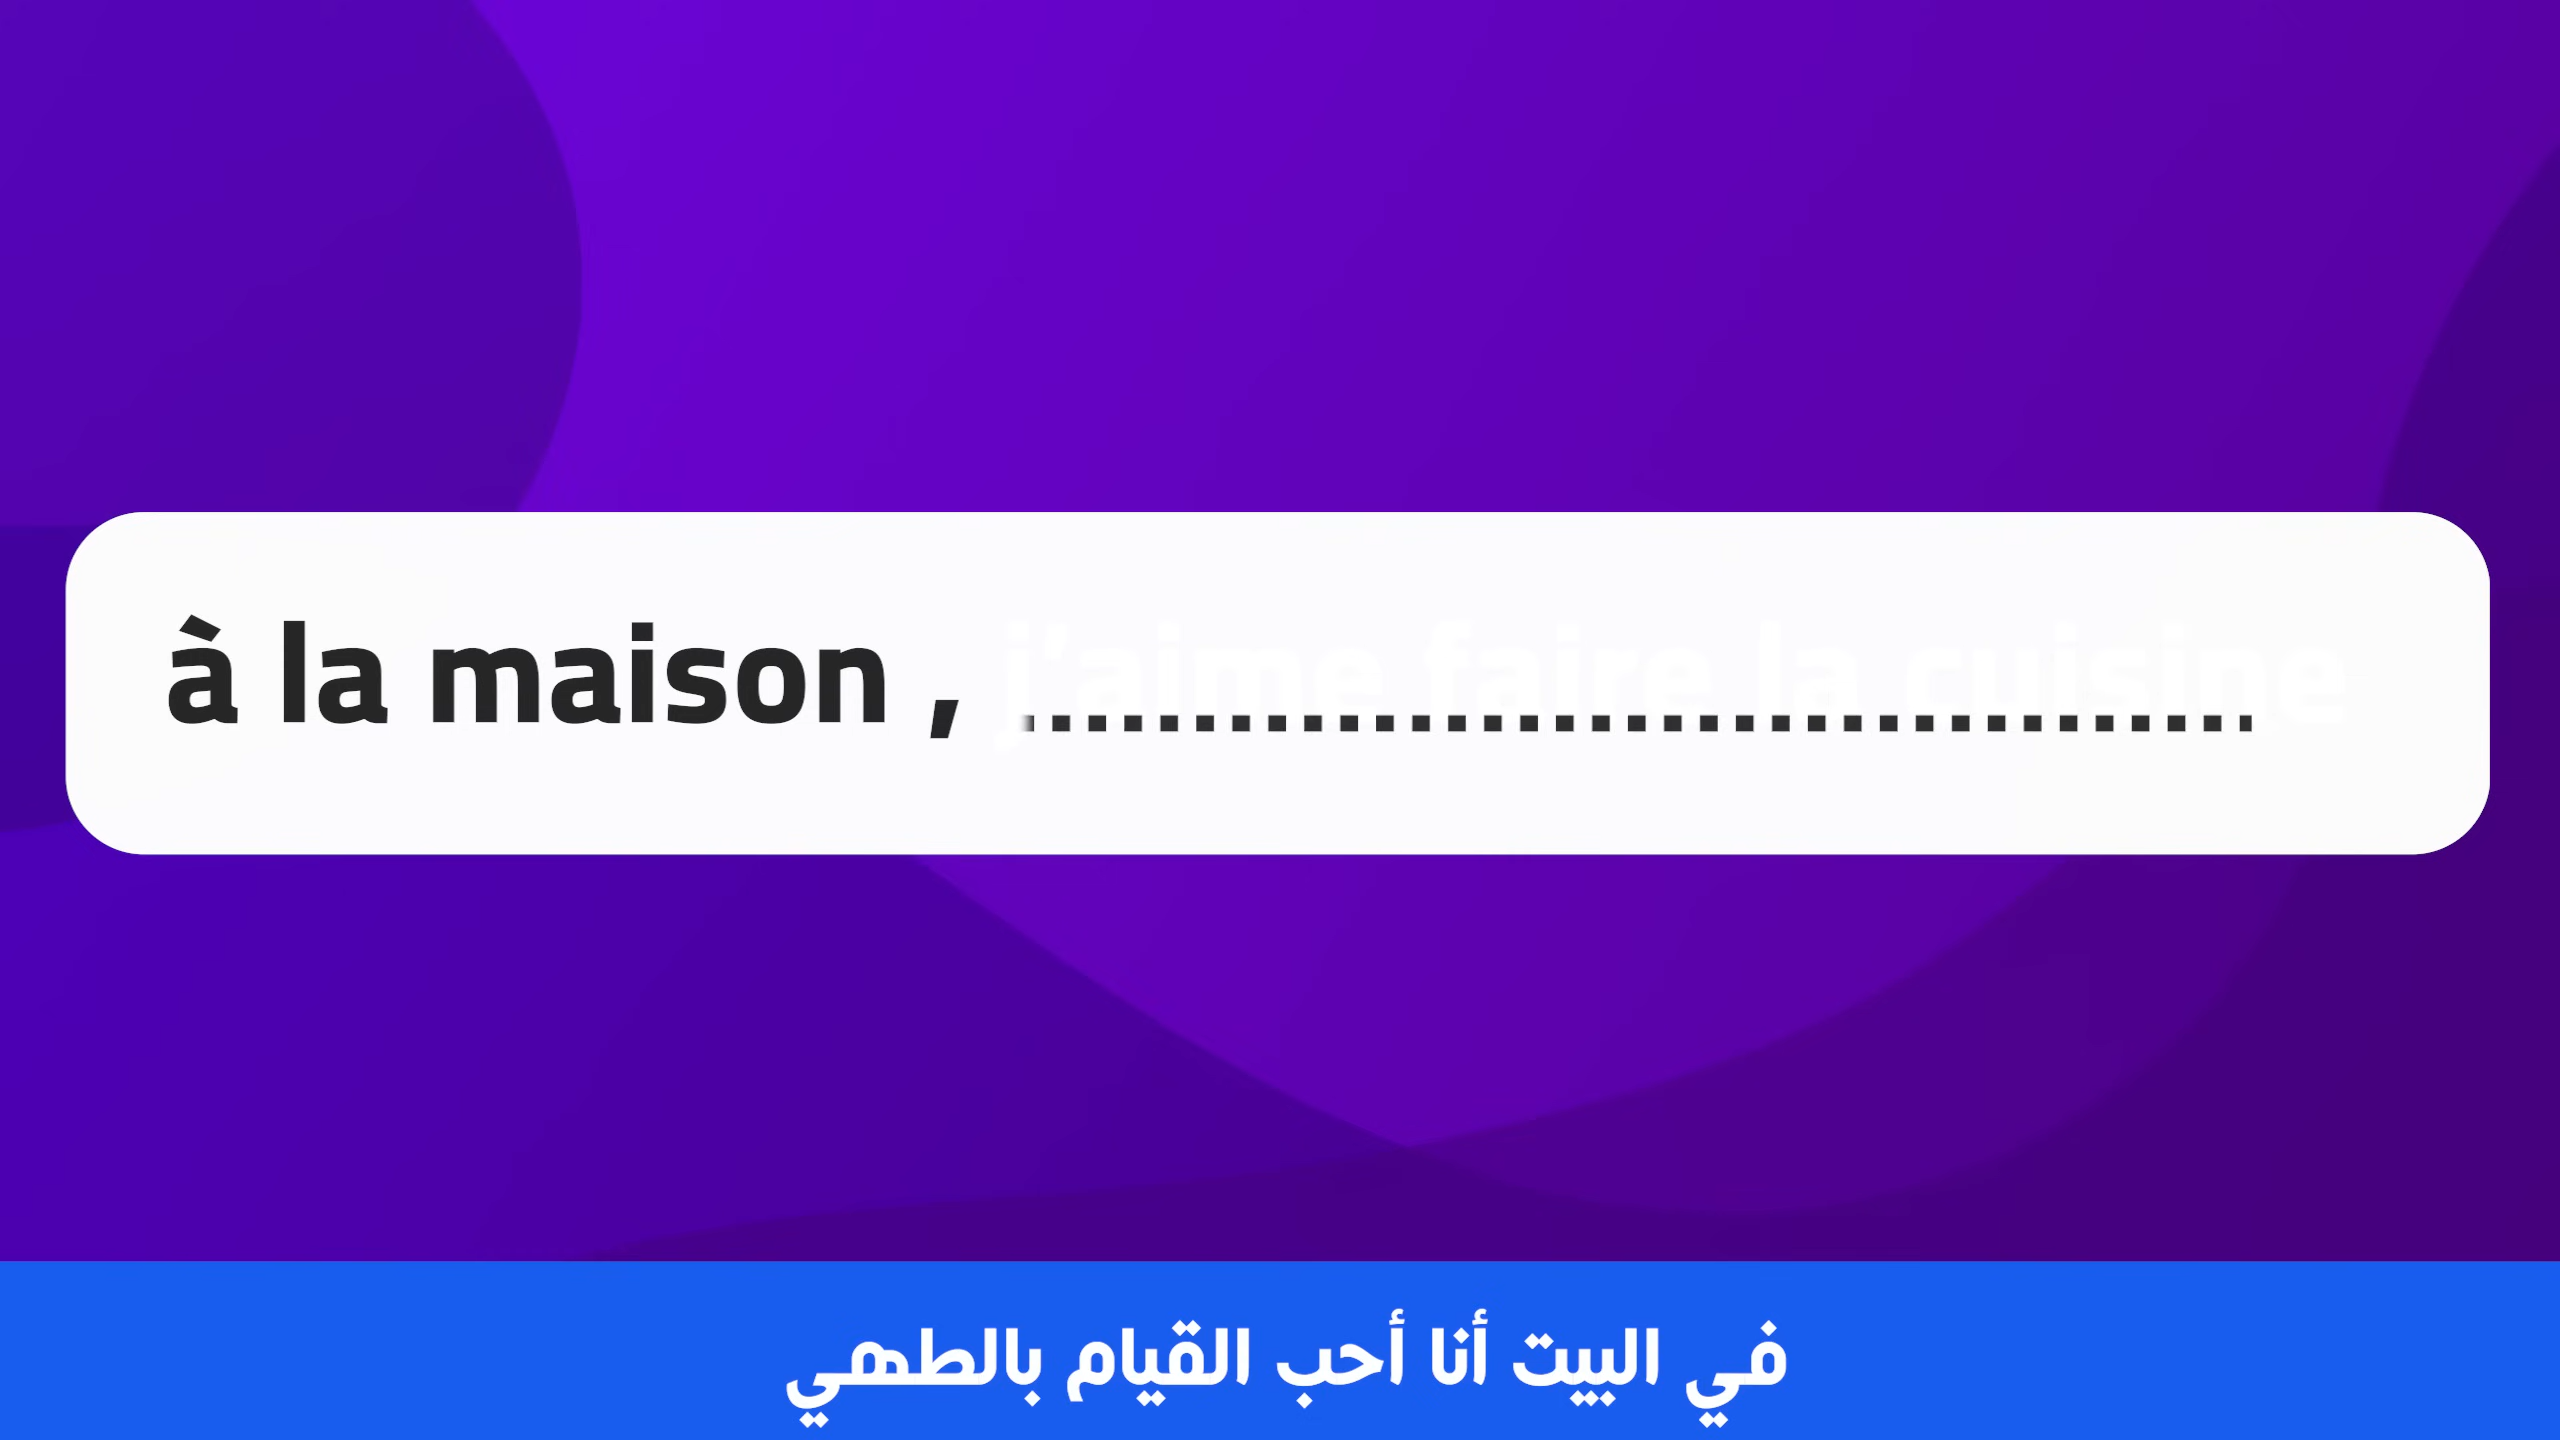 à la maison , j'aime faire la cuisine
في البيت أنا أحب القيام بالطهي